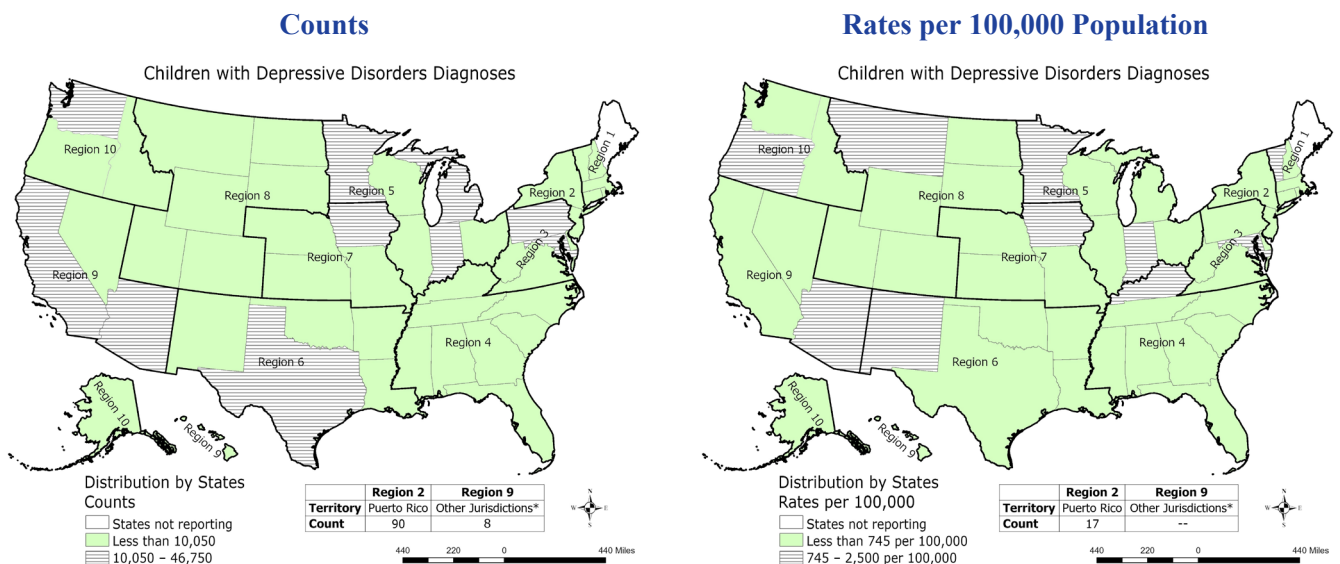 Counts
Children with Depressive Disorders Diagnoses
Region 10
Region 8
Region 5
Region 1
Region 2
Region 3
Region 7
Region 9
Region 6
Region 4
Region 10
Region 9
Distribution by States
Counts
States not reporting
Less than 10,050
10,050 – 46,750
Region 2 Region 9
Territory Puerto Rico Other Jurisdictions*
Count 90 8
N
W E
S
440 220 0 440 Miles
Rates per 100,000 Population
Children with Depressive Disorders Diagnoses
Region 10
Region 8
Region 5
Region 1
Region 2
Region 3
Region 7
Region 9
Region 6
Region 4
Region 10
Region 9
Distribution by States
Rates per 100,000
States not reporting
Less than 745 per 100,000
745 – 2,500 per 100,000
Region 2 Region 9
Territory Puerto Rico Other Jurisdictions*
Count 17 --
N
W E
S
440 220 0 440 Miles